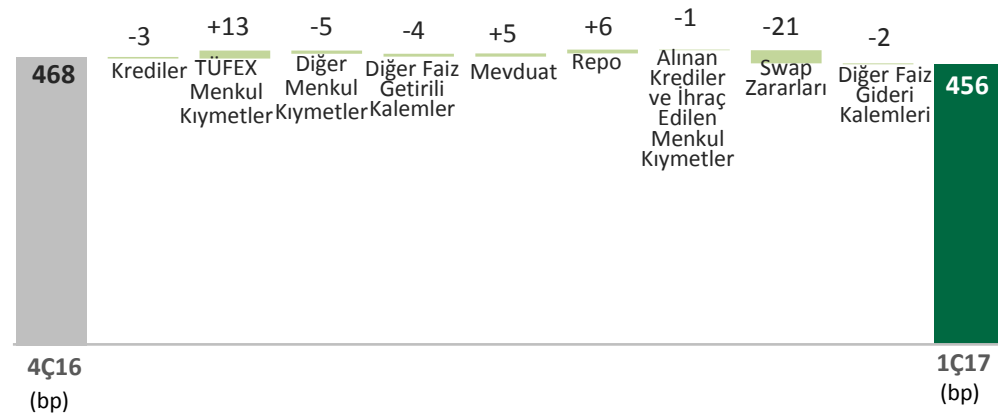 468
-3
Krediler
+13
TÜFEX
Menkul
Kıymetler
-5
Diğer
Menkul
Kıymetler
-4
Diğer Faiz
Getirili
Kalemler
+5
Mevduat
+6
Repo
-1
Alınan
Krediler
ve İhraç
Edilen
Menkul
Kıymetler
-21
Swap
Zararları
-2
Diğer Faiz
Gideri
Kalemleri
456
4Ç16
(bp)
1Ç17
(bp)